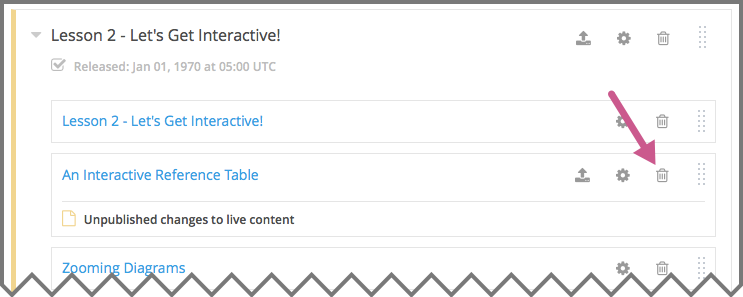 Lesson 2 - Let's Get Interactive!
Released: Jan 01, 1970 at 05:00 UTC
Lesson 2 - Let's Get Interactive!
An Interactive Reference Table
Unpublished changes to live content
Zooming Diagrams